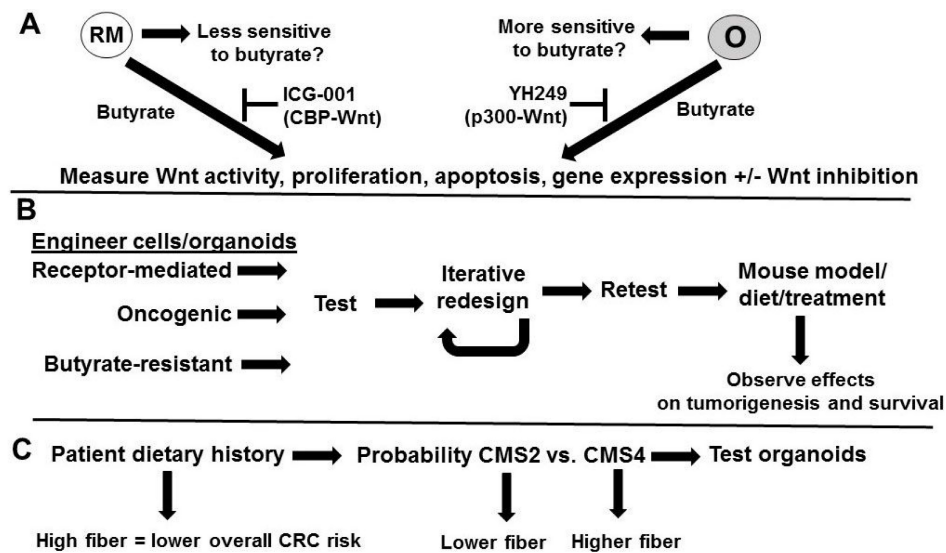 A
RM
Less sensitive
to butyrate?
More sensitive
to butyrate?
O
Butyrate
ICG-001
(CBP-Wnt)
YH249
(p300-Wnt)
Butyrate
Measure Wnt activity, proliferation, apoptosis, gene expression +/- Wnt inhibition
B
Engineer cells/organoids
Receptor-mediated
Oncogenic
Butyrate-resistant
Test
Iterative
redesign
Retest
Mouse model/
diet/treatment
Observe effects
on tumorigenesis and survival
C
Patient dietary history
Probability CMS2 vs. CMS4
Test organoids
High fiber = lower overall CRC risk
Lower fiber
Higher fiber